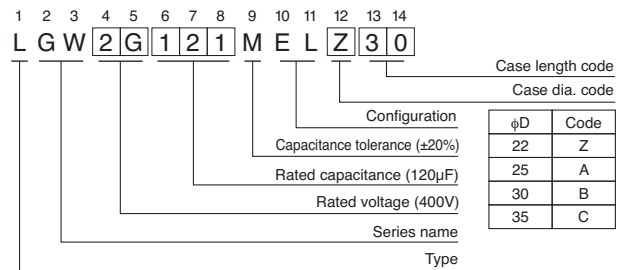 1 2 3 4 5 6 7 8 9 10 11 12 13 14
L G W 2 G 1 2 1 M E L Z 3 0
Case length code
Case dia. code
Configuration
Capacitance tolerance (±20%)
Rated capacitance (120µF)
Rated voltage (400V)
Series name
Type
φD Code
22 Z
25 A
30 B
35 C